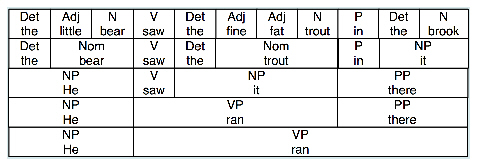 Det Adj N V Det Adj Adj N P Det N
the little bear saw the fine fat trout in the brook
Det Nom V Det Nom P NP
the bear saw the trout in it
NP V NP PP
He saw it there
NP VP PP
He ran there
NP VP
He ran